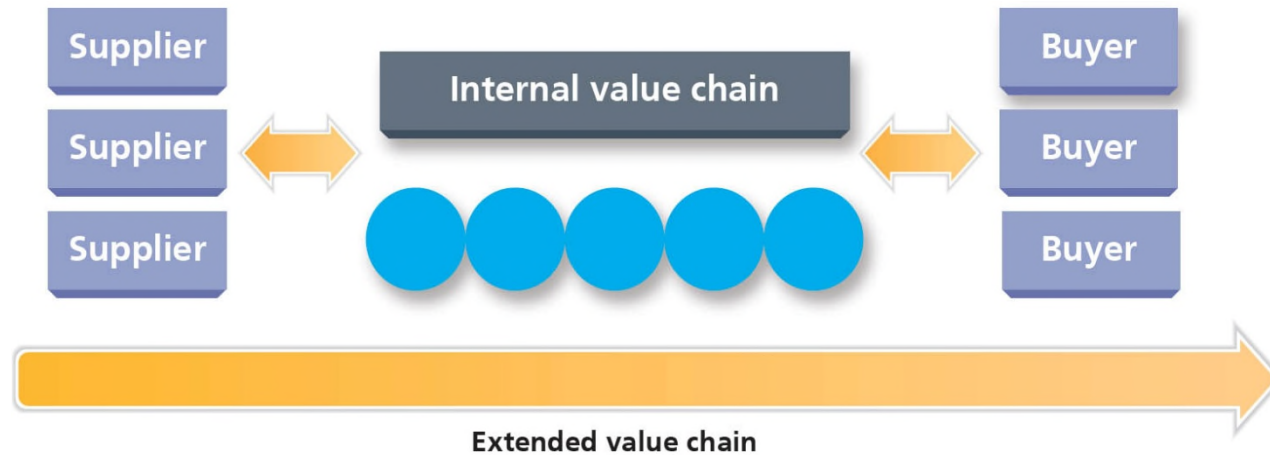 Supplier
Supplier
Supplier
Internal value chain
Buyer
Buyer
Buyer
Extended value chain